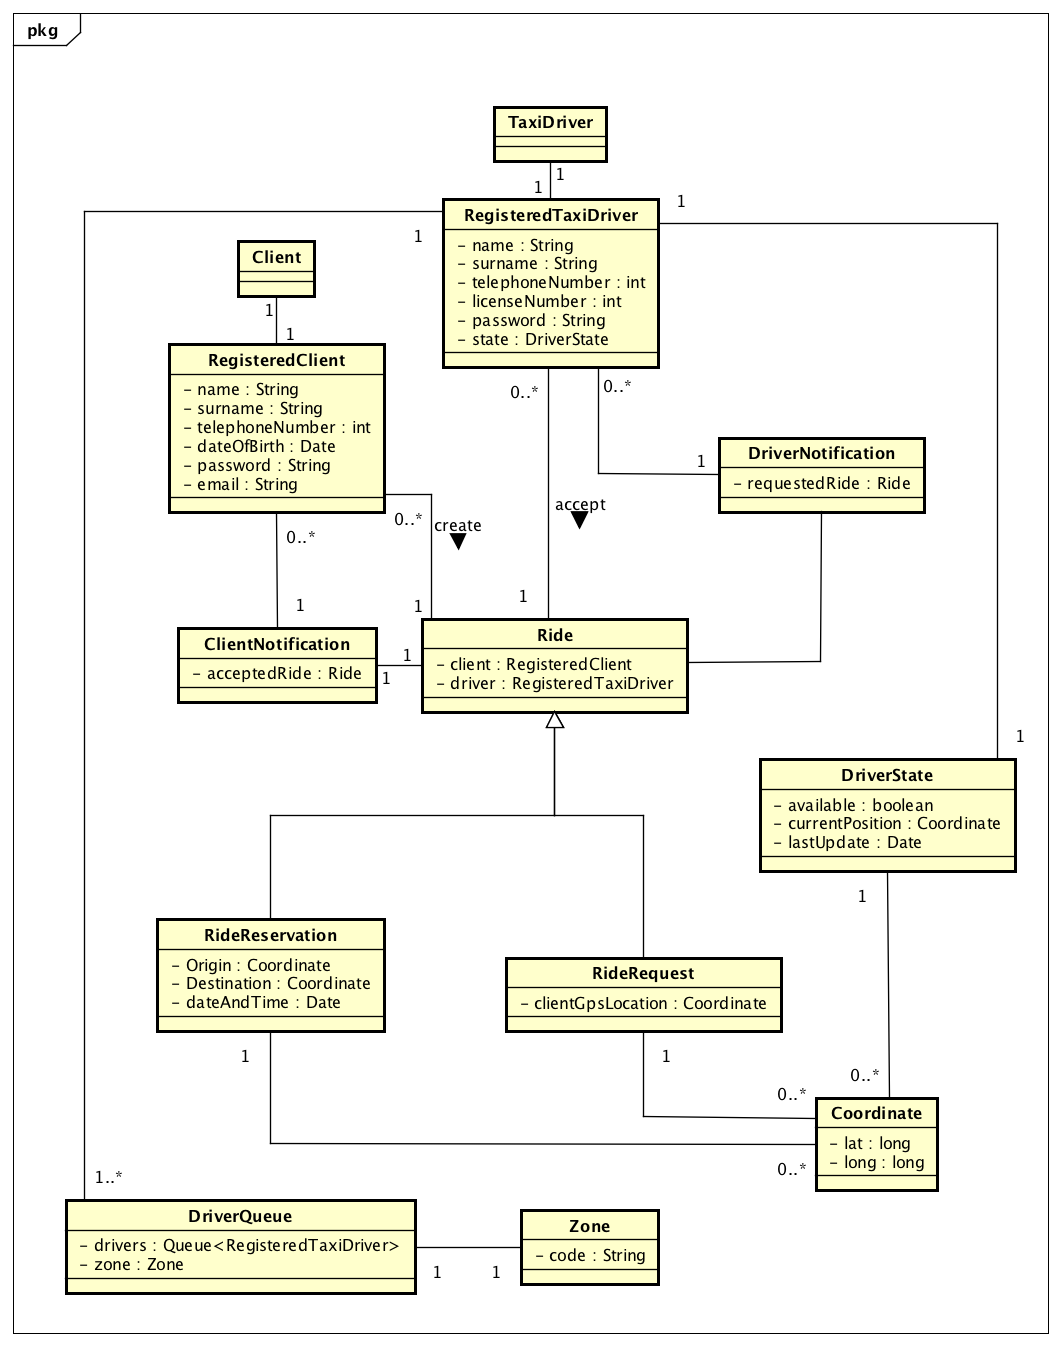 pkg
TaxiDriver
1
1
RegisteredTaxiDriver
- name : String
- surname : String
- telephoneNumber : int
- licenseNumber : int
- password : String
- state : DriverState
1
1
Client
1
1
RegisteredClient
- name : String
- surname : String
- telephoneNumber : int
- dateOfBirth : Date
- password : String
- email : String
0..*
0..*
DriverNotification
- requestedRide : Ride
1
0..*
create
accept
0..*
1
1
1
ClientNotification
- acceptedRide : Ride
1
1
Ride
- client : RegisteredClient
- driver : RegisteredTaxiDriver
1
DriverState
- available : boolean
- currentPosition : Coordinate
- lastUpdate : Date
1
RideReservation
- Origin : Coordinate
- Destination : Coordinate
- dateAndTime : Date
RideRequest
- clientGpsLocation : Coordinate
1
1
0..*
0..*
Coordinate
- lat : long
- long : long
0..*
1..*
DriverQueue
- drivers : Queue<RegisteredTaxiDriver>
- zone : Zone
1
1
Zone
- code : String